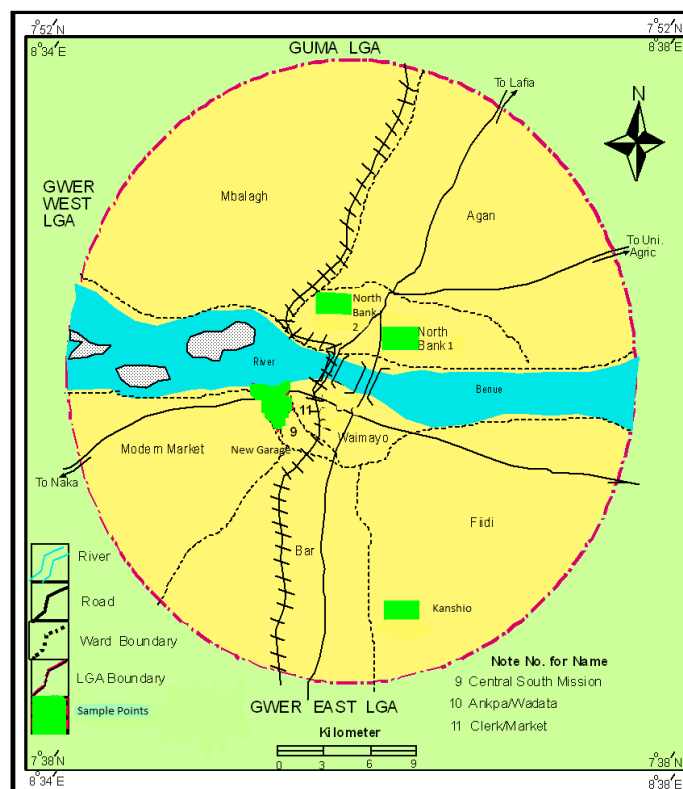 7°52'N
8°34'E
7°52'N
8°38'E
GUMA LGA
To Lafia
N
Mbalagh
Agan
GWER
WEST
LGA
To Uni.
Agric
North
Bank
2
North
Bank 1
River
Benue
11
9
Waimayo
Modern Market
New Garage
To Naka
Fiidi
Bar
Kanshio
River
Road
Ward Boundary
LGA Boundary
Sample Points
Note No. for Name
9 Central South Mission
10 Ankpa/Wadata
11 Clerk/Market
GWER EAST LGA
Kilometer
0 3 6 9
7°38'N
8°34'E
7°38'N
8°38'E